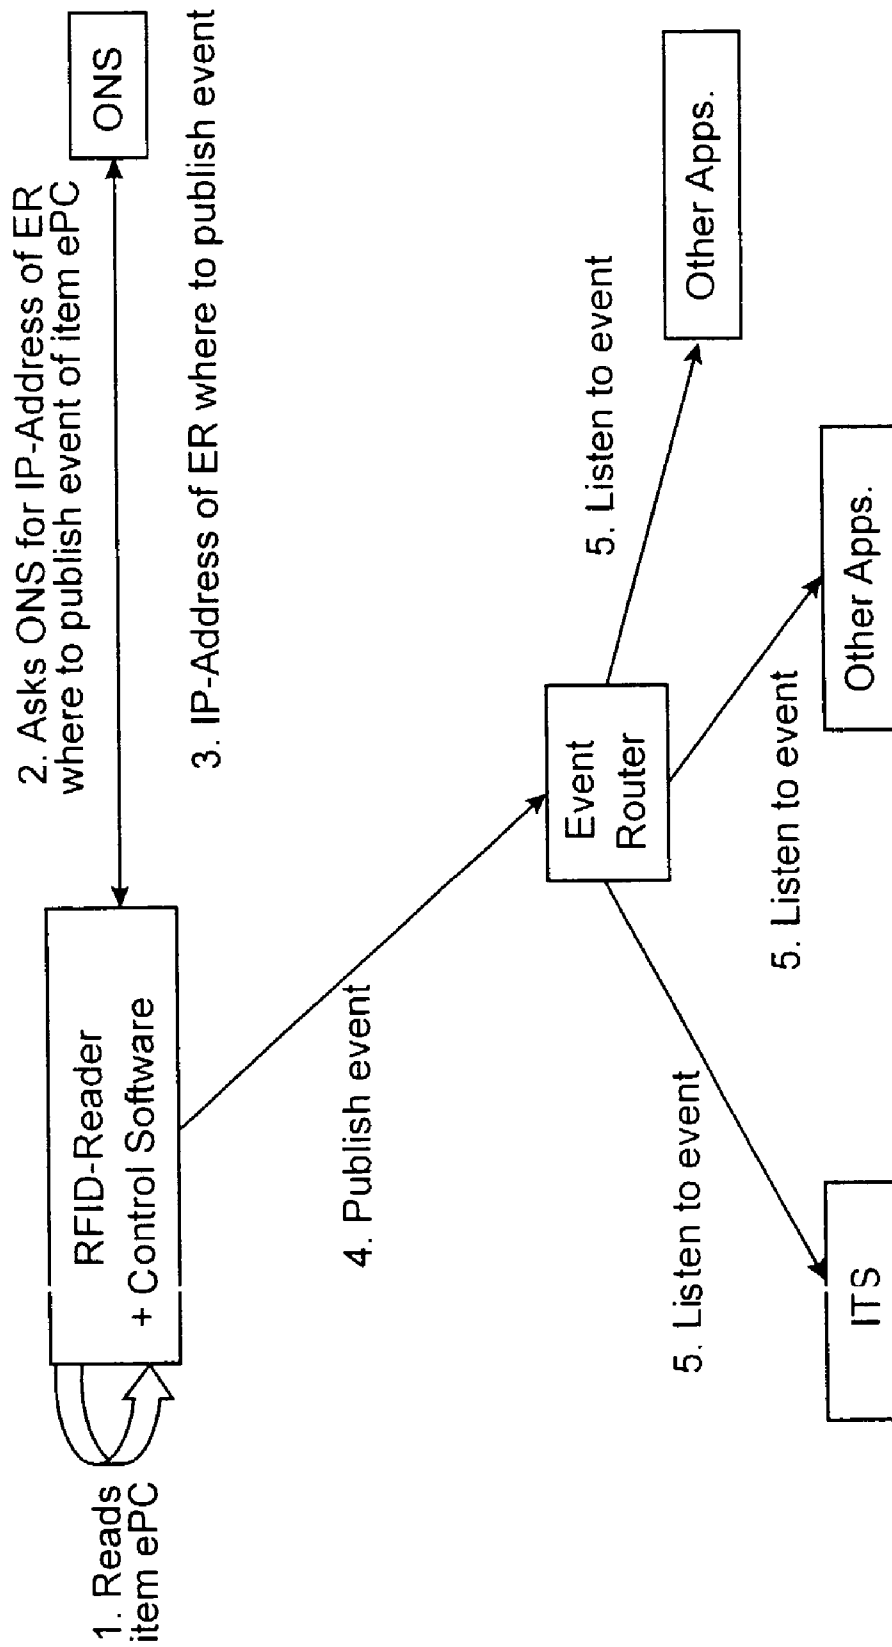 1. Reads
item ePC
RFID-Reader
+ Control Software
2. Asks ONS for IP-Address of ER
where to publish event of item ePC
ONS
3. IP-Address of ER where to publish event
4. Publish event
Event
Router
5. Listen to event
5. Listen to event
5. Listen to event
ITS
Other Apps.
Other Apps.